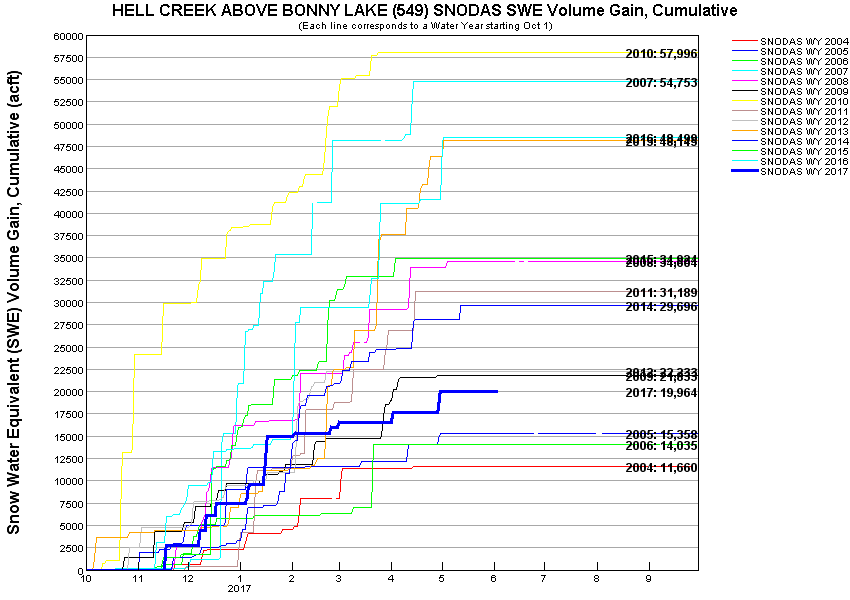 HELL CREEK ABOVE BONNY LAKE (549) SNODAS SWE Volume Gain, Cumulative
(Each line corresponds to a Water Year starting Oct 1)
Snow Water Equivalent (SWE) Volume Gain, Cumulative (acft)
60000
57500
55000
52500
50000
47500
45000
42500
40000
37500
35000
32500
30000
27500
25000
22500
20000
17500
15000
12500
10000
7500
5000
2500
0
2010: 57,996
2007: 54,753
2016: 48,499
2011: 31,189
2014: 29,696
2012: 22,233
2017: 19,964
2005: 15,358
2006: 14,035
2004: 11,660
10 11 12 1 2 3 4 5 6 7 8 9
2017
SNODAS WY 2004
SNODAS WY 2005
SNODAS WY 2006
SNODAS WY 2007
SNODAS WY 2008
SNODAS WY 2009
SNODAS WY 2010
SNODAS WY 2011
SNODAS WY 2012
SNODAS WY 2013
SNODAS WY 2014
SNODAS WY 2015
SNODAS WY 2016
SNODAS WY 2017